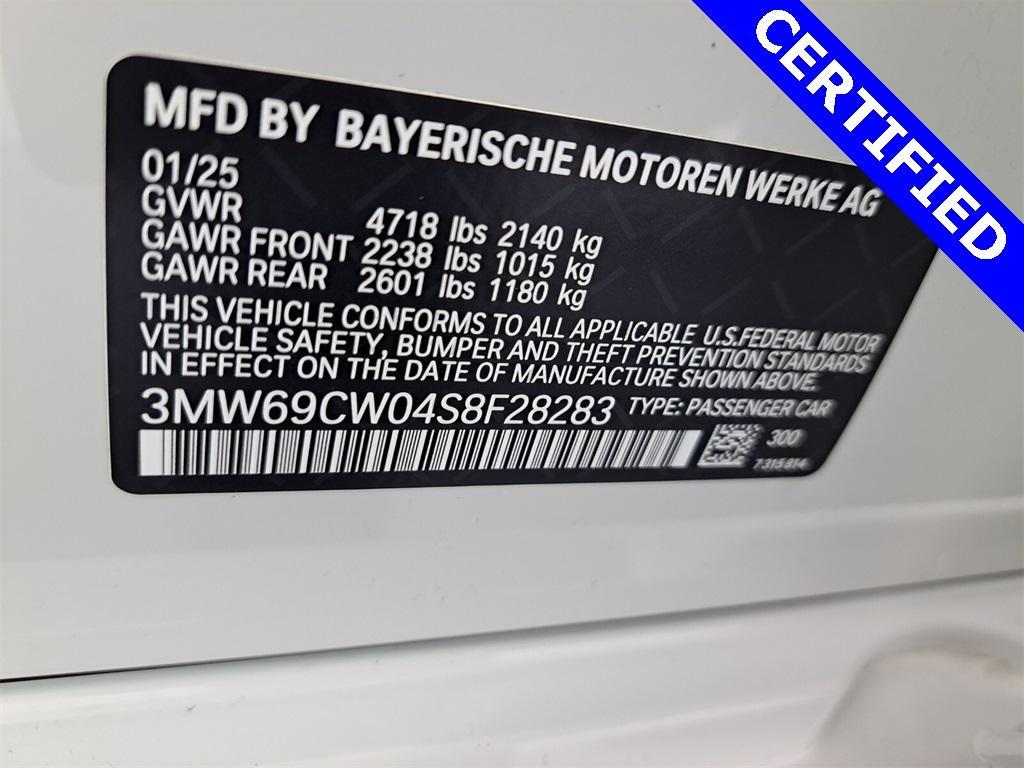 CERTIFIED
MFD BY BAYERISCHE MOTOREN WERKE AG
01/25
GVWR 4718 lbs 2140 kg
GAWR FRONT 2238 lbs 1015 kg
GAWR REAR 2601 lbs 1180 kg
THIS VEHICLE CONFORMS TO ALL APPLICABLE U.S.FEDERAL MOTOR
VEHICLE SAFETY, BUMPER AND THEFT PREVENTION STANDARDS
IN EFFECT ON THE DATE OF MANUFACTURE SHOWN ABOVE.
3MW69CW04S8F28283 TYPE: PASSENGER CAR
300
7315814